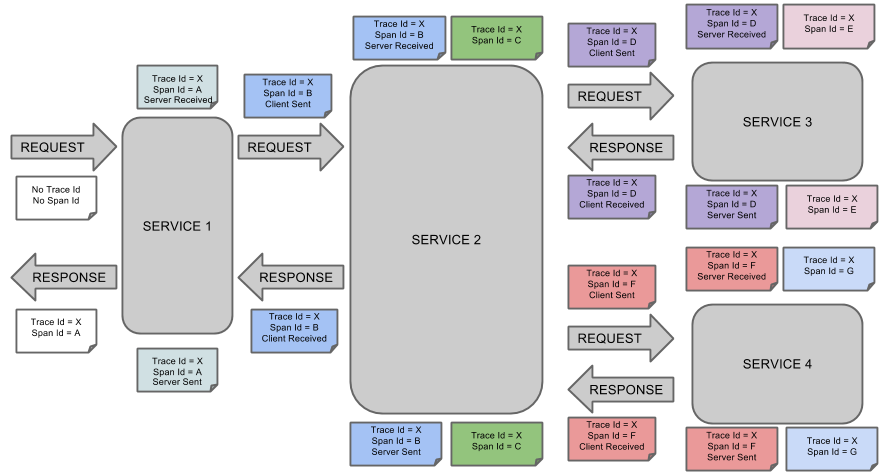 Trace Id = X
Span Id = A
Server Received
REQUEST
No Trace Id
No Span Id
SERVICE 1
RESPONSE
Trace Id = X
Span Id = A
Trace Id = X
Span Id = A
Server Sent
Trace Id = X
Span Id = B
Client Sent
REQUEST
RESPONSE
Trace Id = X
Span Id = B
Client Received
Trace Id = X
Span Id = B
Server Received
Trace Id = X
Span Id = C
SERVICE 2
Trace Id = X
Span Id = B
Server Sent
Trace Id = X
Span Id = C
Trace Id = X
Span Id = D
Client Sent
REQUEST
RESPONSE
Trace Id = X
Span Id = D
Client Received
Trace Id = X
Span Id = D
Server Received
Trace Id = X
Span Id = E
SERVICE 3
Trace Id = X
Span Id = D
Server Sent
Trace Id = X
Span Id = E
Trace Id = X
Span Id = F
Client Sent
REQUEST
RESPONSE
Trace Id = X
Span Id = F
Client Received
Trace Id = X
Span Id = F
Server Received
Trace Id = X
Span Id = G
SERVICE 4
Trace Id = X
Span Id = F
Server Sent
Trace Id = X
Span Id = G